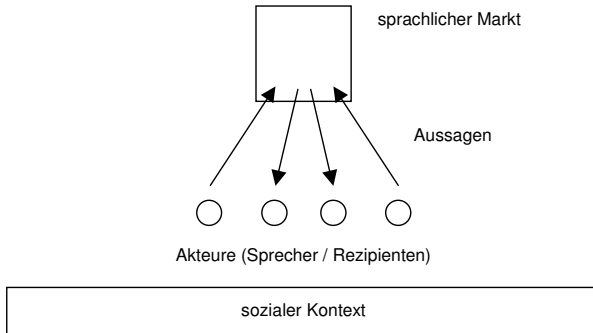 sprachlicher Markt
Aussagen
Akteure (Sprecher / Rezipienten)
sozialer Kontext